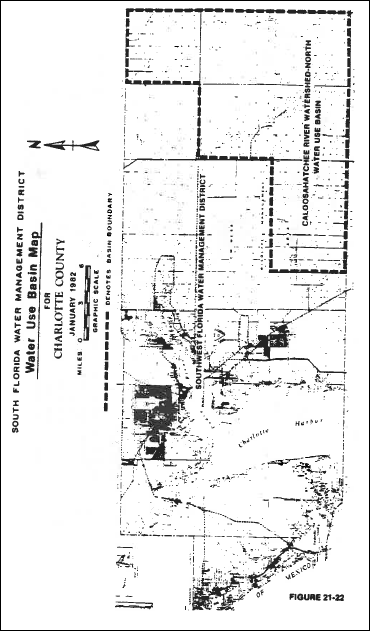 SOUTH FLORIDA WATER MANAGEMENT DISTRICT
Water Use Basin Map
FOR
CHARLOTTE COUNTY
JANUARY 1982
MILES 0 3 6
GRAPHIC SCALE
DENOTES BASIN BOUNDARY
N
CALOOSAHATCHEE RIVER WATERSHED-NORTH
WATER USE BASIN
SOUTHWEST FLORIDA WATER MANAGEMENT DISTRICT
Charlotte Harbor
OF MEXICO
FIGURE 21-22